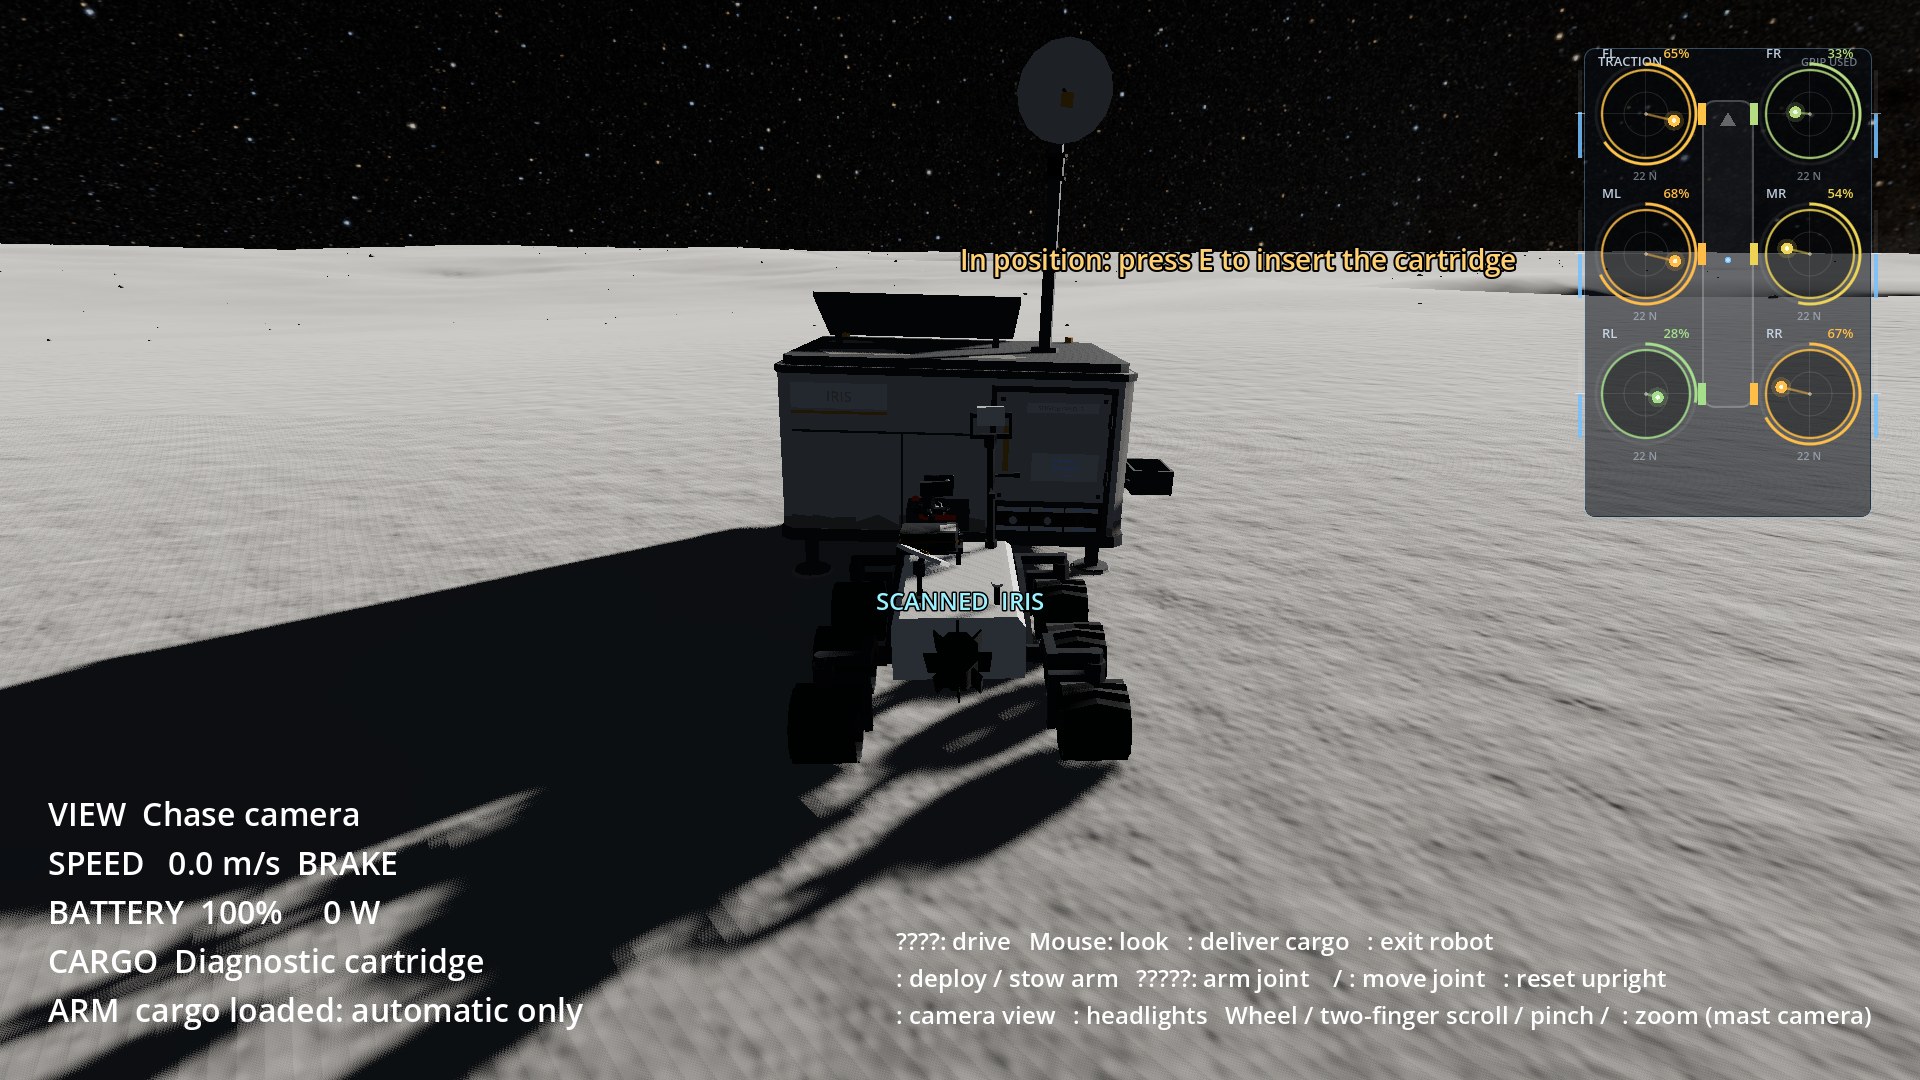 FL 65% FR 33%
TRACTION GRIP USED
22 N 22 N
ML 68% MR 54%
22 N 22 N
RL 28% RR 67%
22 N 22 N
In position: press E to insert the cartridge
IRIS
SCANNED IRIS
VIEW Chase camera
SPEED 0.0 m/s BRAKE
BATTERY 100% 0 W
CARGO Diagnostic cartridge
ARM cargo loaded: automatic only
????: drive Mouse: look : deliver cargo : exit robot
: deploy / stow arm ?????: arm joint / : move joint : reset upright
: camera view : headlights Wheel / two-finger scroll / pinch / : zoom (mast camera)